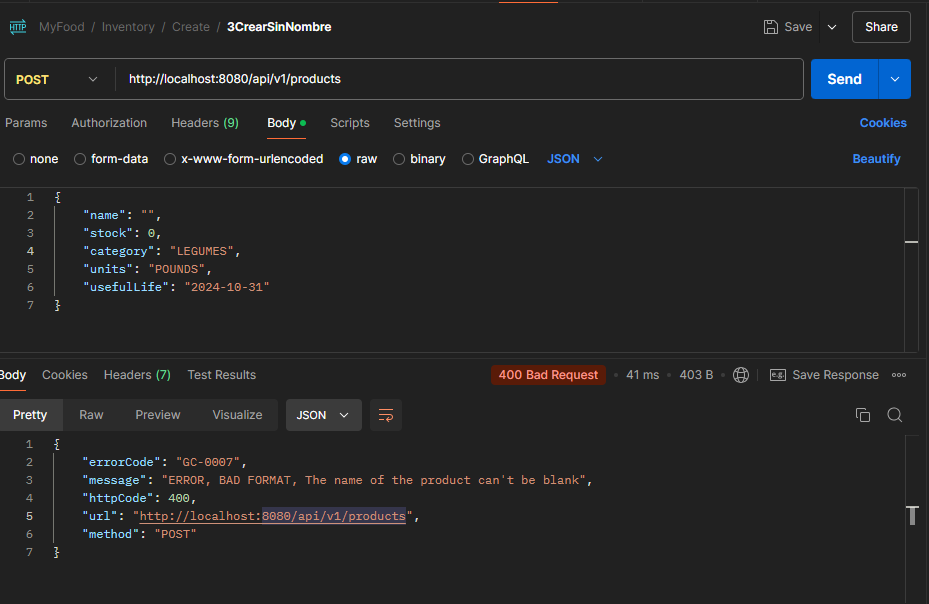 HTTP MyFood / Inventory / Create / 3CrearSinNombre Save Share
POST http://localhost:8080/api/v1/products Send
Params Authorization Headers (9) Body Scripts Settings Cookies
none form-data x-www-form-urlencoded raw binary GraphQL JSON Beautify
1 {
2 "name": "",
3 "stock": 0,
4 "category": "LEGUMES",
5 "units": "POUNDS",
6 "usefulLife": "2024-10-31"
7 }
Body Cookies Headers (7) Test Results 400 Bad Request 41 ms 403 B e.g. Save Response
Pretty Raw Preview Visualize JSON
1 {
2 "errorCode": "GC-0007",
3 "message": "ERROR, BAD FORMAT, The name of the product can't be blank",
4 "httpCode": 400,
5 "url": "http://localhost:8080/api/v1/products",
6 "method": "POST"
7 }